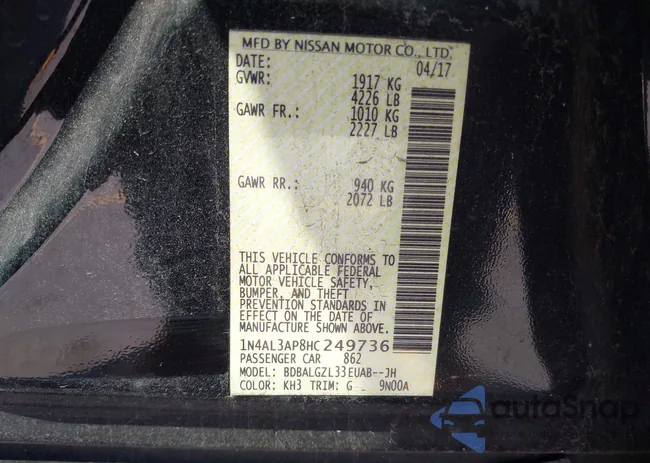 MFD BY NISSAN MOTOR CO., LTD.
DATE: 04/17
GVWR: 1917 KG
4226 LB
GAWR FR.: 1010 KG
2227 LB
GAWR RR.: 940 KG
2072 LB
THIS VEHICLE CONFORMS TO
ALL APPLICABLE FEDERAL
MOTOR VEHICLE SAFETY,
BUMPER, AND THEFT
PREVENTION STANDARDS IN
EFFECT ON THE DATE OF
MANUFACTURE SHOWN ABOVE.
1N4AL3AP8HC249736
PASSENGER CAR 862
MODEL: BDBALGZL33EUAB--JH
COLOR: KH3 TRIM: G 9N00A
autoSnap